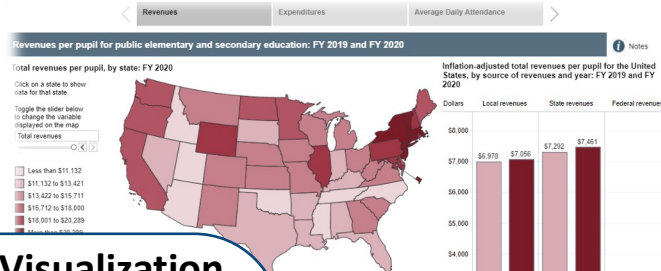 Revenues
Expenditures
Average Daily Attendance
Revenues per pupil for public elementary and secondary education: FY 2019 and FY 2020
Notes
Total revenues per pupil, by state: FY 2020
Click on a state to show
data for that state.
Toggle the slider below
to change the variable
displayed on the map
Total revenues
Less than $11,132
$11,132 to $13,421
$13,422 to $15,711
$15,712 to $18,000
$18,001 to $20,289
More than $20,289
Inflation-adjusted total revenues per pupil for the United
States, by source of revenues and year: FY 2019 and FY
2020
Dollars
Local revenues
State revenues
Federal revenues
$8,000
$7,000
$6,000
$5,000
$4,000
$6,978
$7,056
$7,292
$7,461
Visualization